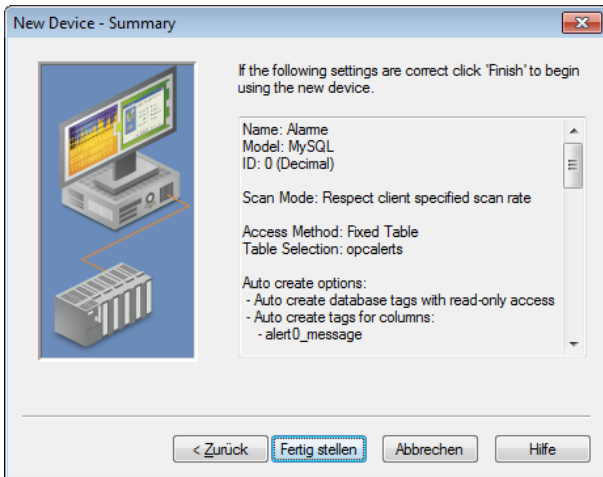 New Device - Summary
If the following settings are correct click 'Finish' to begin
using the new device.
Name: Alarme
Model: MySQL
ID: 0 (Decimal)
Scan Mode: Respect client specified scan rate
Access Method: Fixed Table
Table Selection: opcalerts
Auto create options:
- Auto create database tags with read-only access
- Auto create tags for columns:
- alert0_message
< Zurück
Fertig stellen
Abbrechen
Hilfe